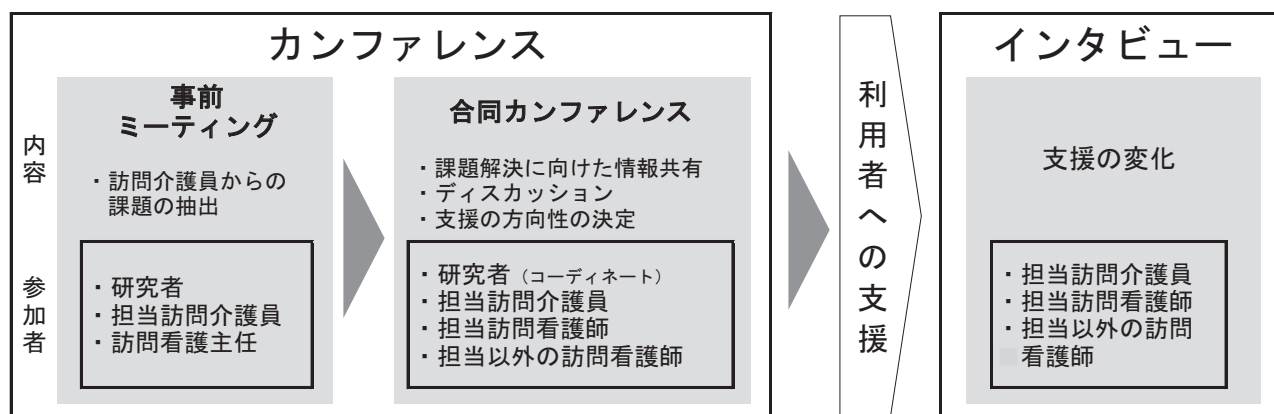 カンファレンス
内容
参加者
事前
ミーティング
・訪問介護員からの
課題の抽出
・研究者
・担当訪問介護員
・訪問看護主任
合同カンファレンス
・課題解決に向けた情報共有
・ディスカッション
・支援の方向性の決定
・研究者（コーディネート）
・担当訪問介護員
・担当訪問看護師
・担当以外の訪問看護師
利用者への支援
インタビュー
支援の変化
・担当訪問介護員
・担当訪問看護師
・担当以外の訪問
看護師